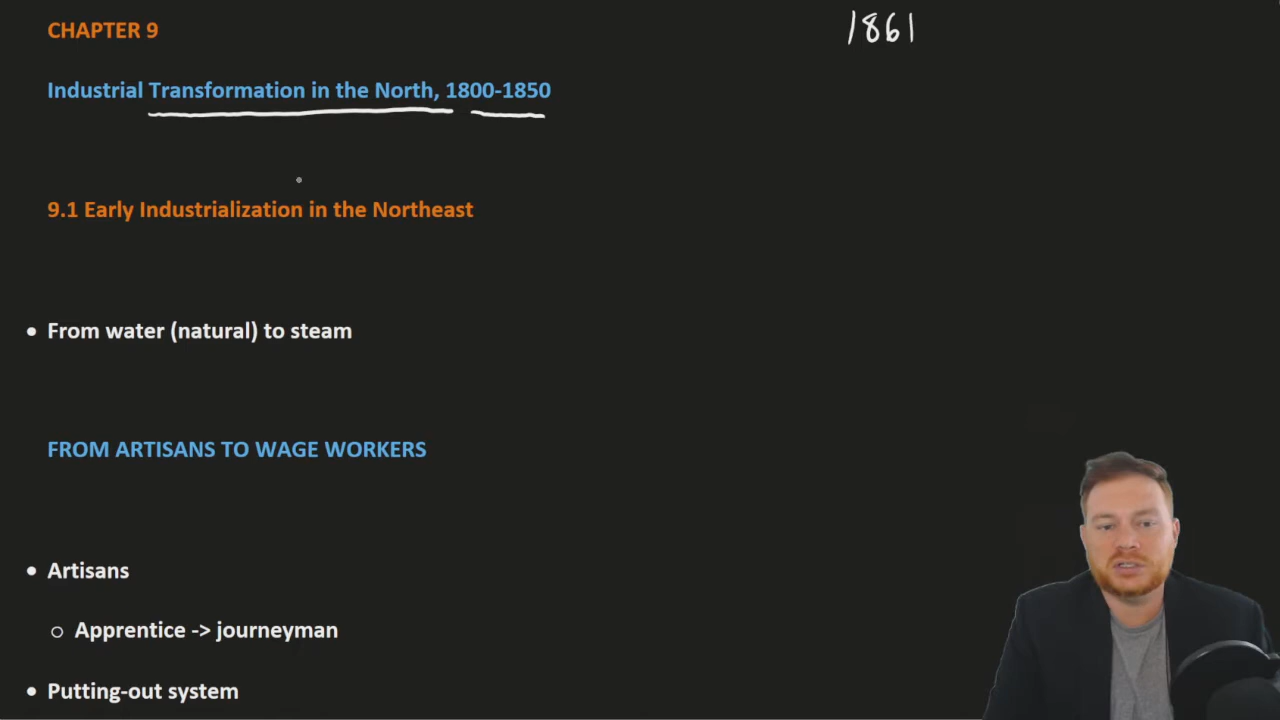 CHAPTER 9
1861
Industrial Transformation in the North, 1800-1850
9.1 Early Industrialization in the Northeast
• From water (natural) to steam
FROM ARTISANS TO WAGE WORKERS
• Artisans
○ Apprentice -> journeyman
• Putting-out system